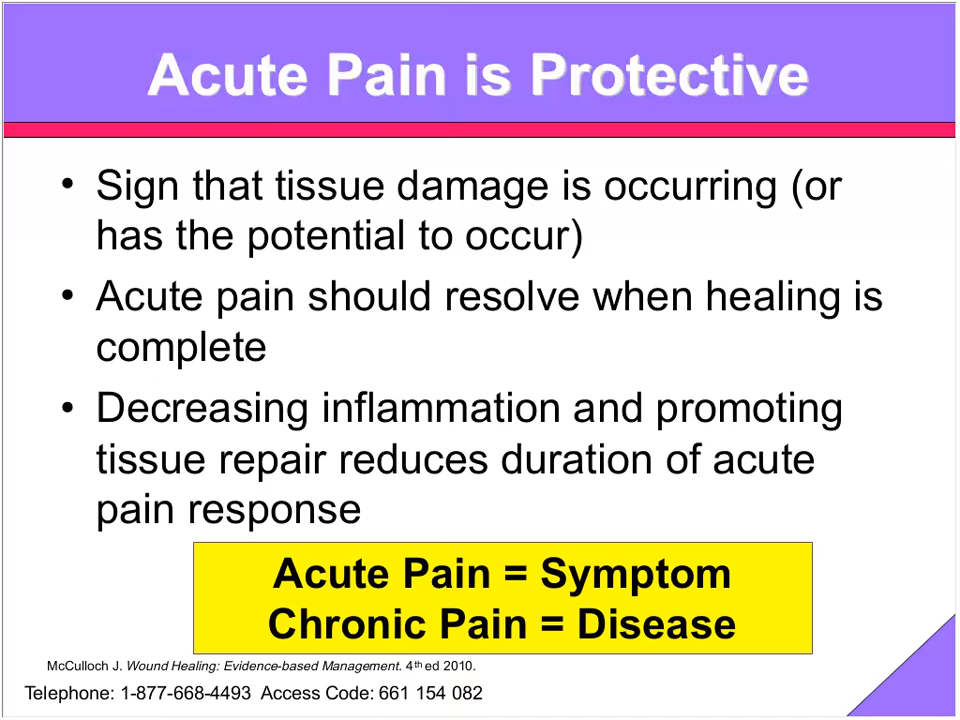 Acute Pain is Protective
• Sign that tissue damage is occurring (or
has the potential to occur)
• Acute pain should resolve when healing is
complete
• Decreasing inflammation and promoting
tissue repair reduces duration of acute
pain response
Acute Pain = Symptom
Chronic Pain = Disease
McCulloch J. Wound Healing: Evidence-based Management. 4th ed 2010.
Telephone: 1-877-668-4493 Access Code: 661 154 082